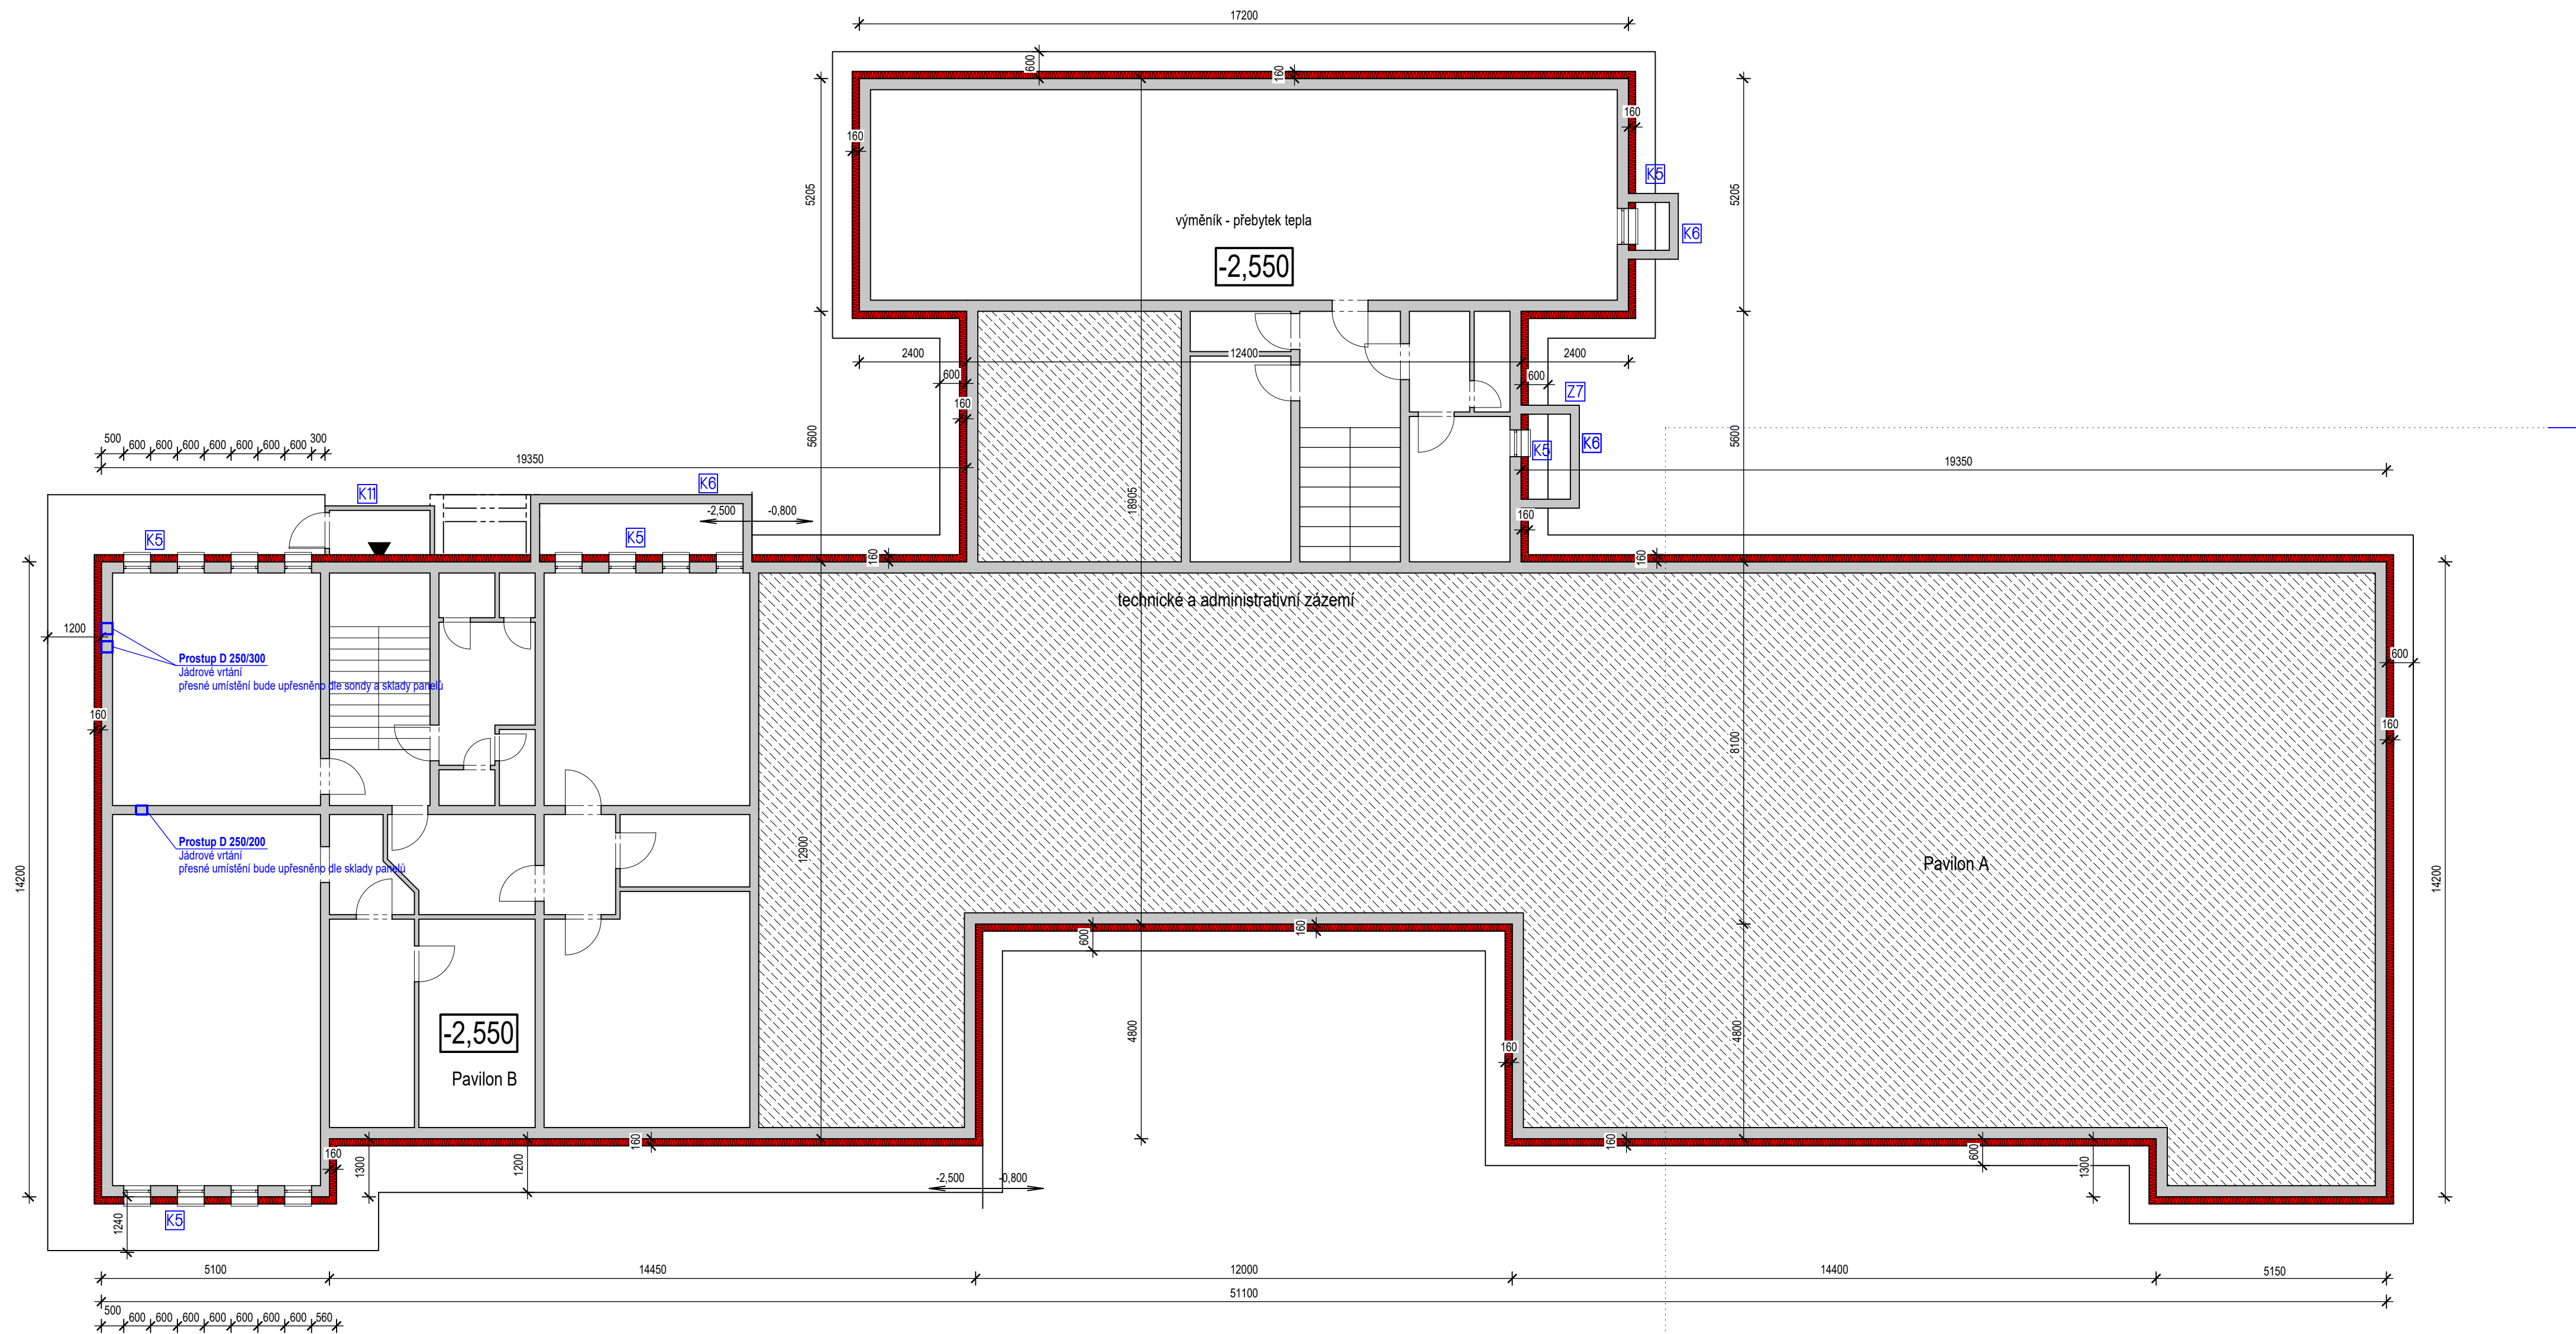 17200
600
160
160
160
5205
5205
K5
K6
výměník - přebytek tepla
-2,550
2400
12400
2400
600
600
Z7
160
5600
5600
K5
K6
500 600 600 600 600 600 600 600 300
19350
19350
K11
K6
18905
-2,500 -0,800
160
K5
K5
160
160
technické a administrativní zázemí
1200
Prostup D 250/300
Jádrové vrtání
přesné umístění bude upřesněno dle sondy a sklady panelů
600
160
160
8100
Prostup D 250/200
Jádrové vrtání
přesné umístění bude upřesněno dle sklady panelů
12900
Pavilon A
14200
14200
600
160
-2,550
4800
4800
160
Pavilon B
160
160
1300
1200
160
600
1300
-2,500 -0,800
K5
1240
5100
14450
12000
14400
5150
51100
500 600 600 600 600 600 600 600 560